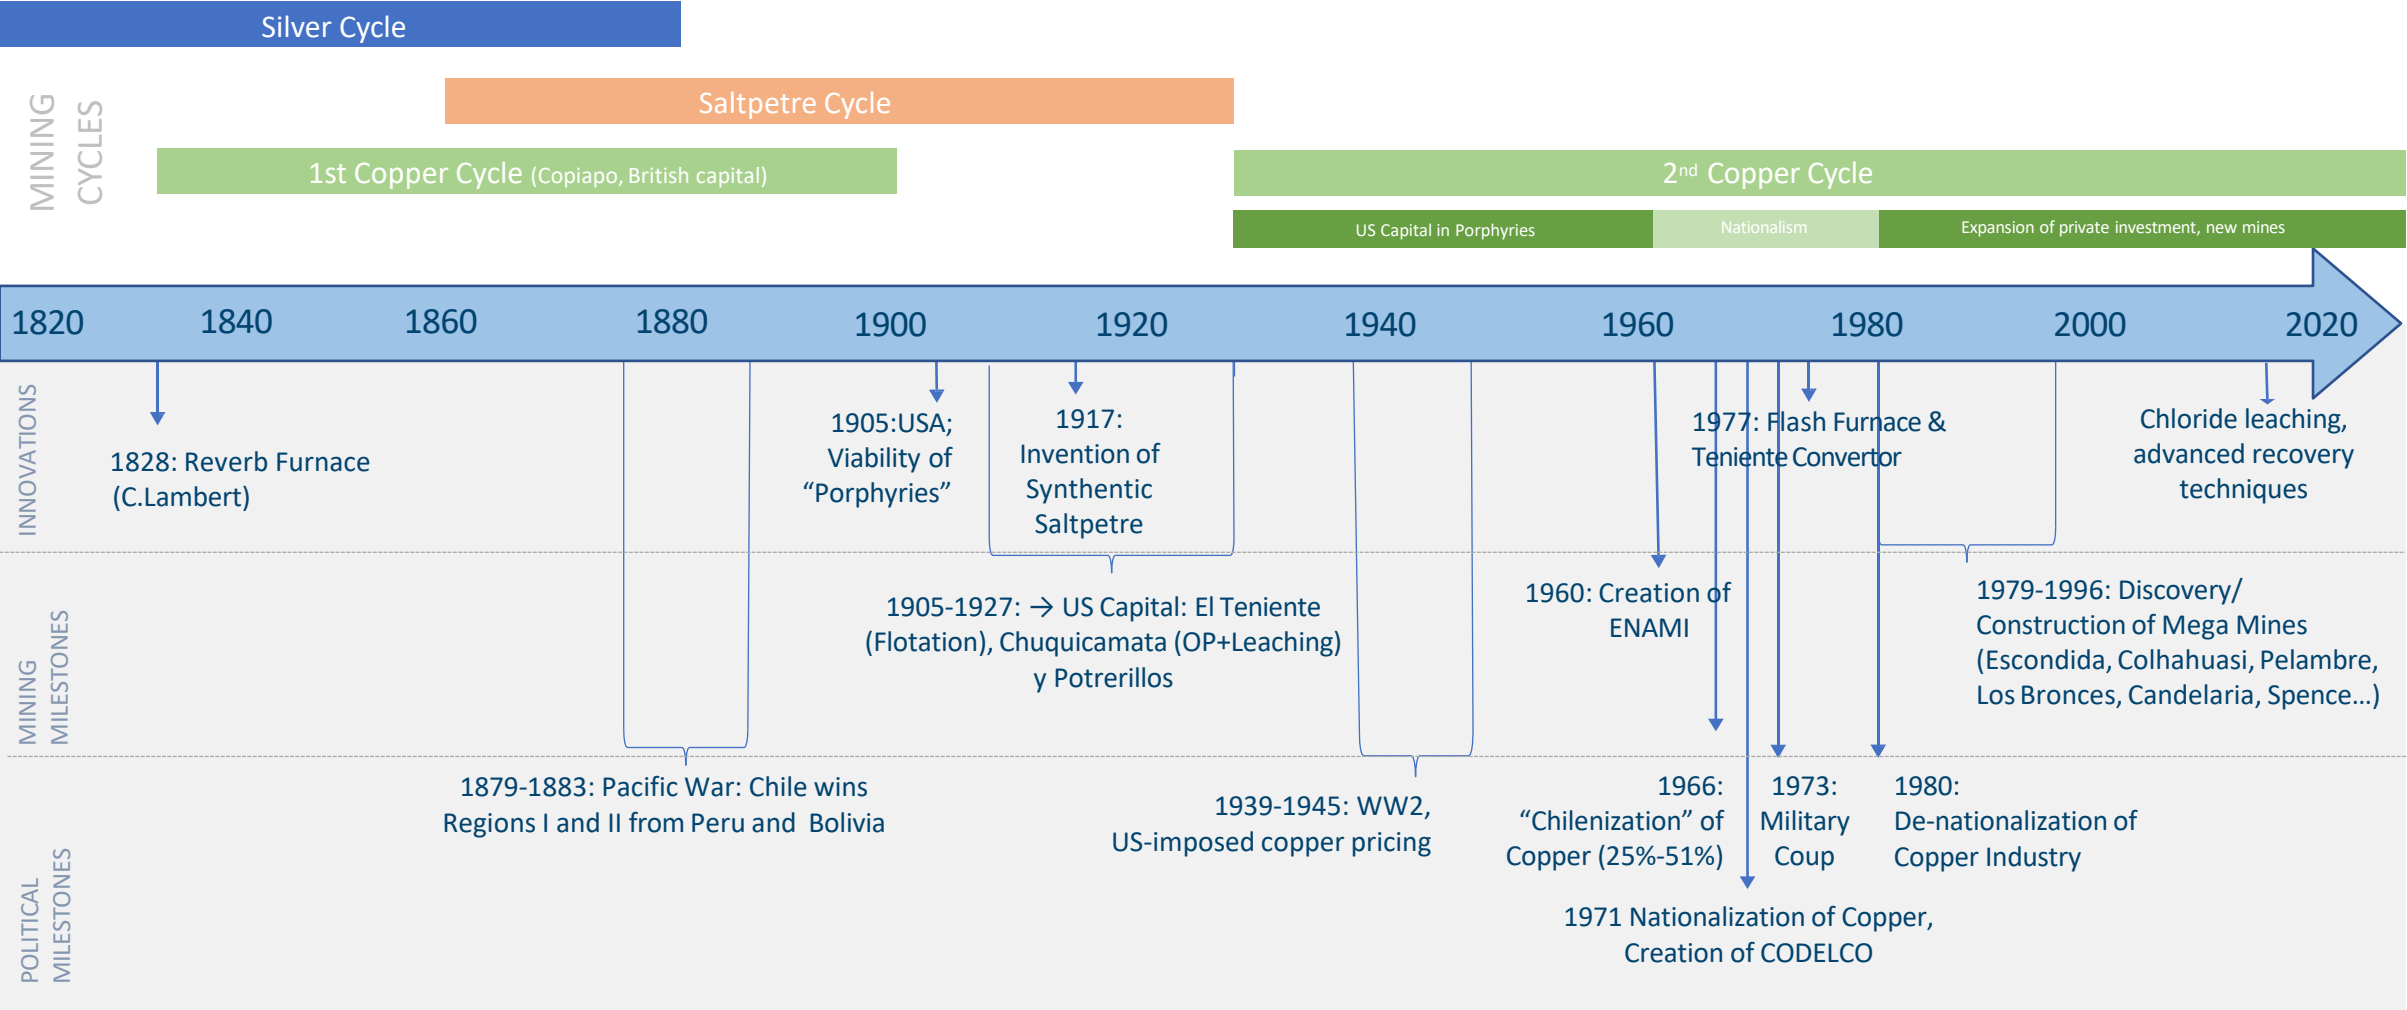 Silver Cycle
Saltpetre Cycle
MINING
CYCLES
1st Copper Cycle (Copiapo, British capital)
2nd Copper Cycle
US Capital in Porphyries
Nationalism
Expansion of private investment, new mines
1820 1840 1860 1880 1900 1920 1940 1960 1980 2000 2020
INNOVATIONS
1828: Reverb Furnace
(C.Lambert)
1905:USA;
Viability of
“Porphyries”
1917:
Invention of
Synthentic
Saltpetre
1977: Flash Furnace &
Teniente Convertor
Chloride leaching,
advanced recovery
techniques
MINING
MILESTONES
1905-1927: → US Capital: El Teniente
(Flotation), Chuquicamata (OP+Leaching)
y Potrerillos
1960: Creation of
ENAMI
1979-1996: Discovery/
Construction of Mega Mines
(Escondida, Colhahuasi, Pelambre,
Los Bronces, Candelaria, Spence...)
POLITICAL
MILESTONES
1879-1883: Pacific War: Chile wins
Regions I and II from Peru and Bolivia
1939-1945: WW2,
US-imposed copper pricing
1966:
“Chilenization” of
Copper (25%-51%)
1973:
Military
Coup
1980:
De-nationalization of
Copper Industry
1971 Nationalization of Copper,
Creation of CODELCO